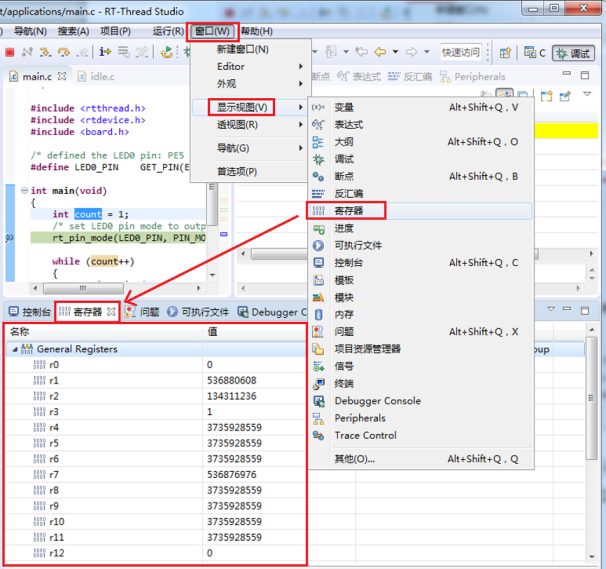 t/applications/main.c - RT-Thread Studio
导航(N) 搜索(A) 项目(P) 运行(R) 窗口(W) 帮助(H)
快速访问
C 调试
新建窗口(N)
Editor
外观
显示视图(V)
透视图(R)
导航(G)
首选项(P)
main.c idle.c
断点 表达式 反汇编 Peripherals
#include <rtthread.h>
#include <rtdevice.h>
#include <board.h>
/* defined the LED0 pin: PE5
#define LED0_PIN GET_PIN(E
int main(void)
{
int count = 1;
/* set LED0 pin mode to outp
rt_pin_mode(LED0_PIN, PIN_MO
while (count++)
{
变量 Alt+Shift+Q , V
表达式
大纲 Alt+Shift+Q , O
调试
断点 Alt+Shift+Q , B
反汇编
寄存器
进度
可执行文件
控制台 Alt+Shift+Q , C
模板
模块
内存
问题 Alt+Shift+Q , X
项目资源管理器
信号
终端
Debugger Console
Peripherals
Trace Control
其他(O)... Alt+Shift+Q , Q
控制台 寄存器 问题 可执行文件 Debugger C
名称 值
General Registers oup
r0 0
r1 536880608
r2 134311236
r3 1
r4 3735928559
r5 3735928559
r6 3735928559
r7 536876976
r8 3735928559
r9 3735928559
r10 3735928559
r11 3735928559
r12 0